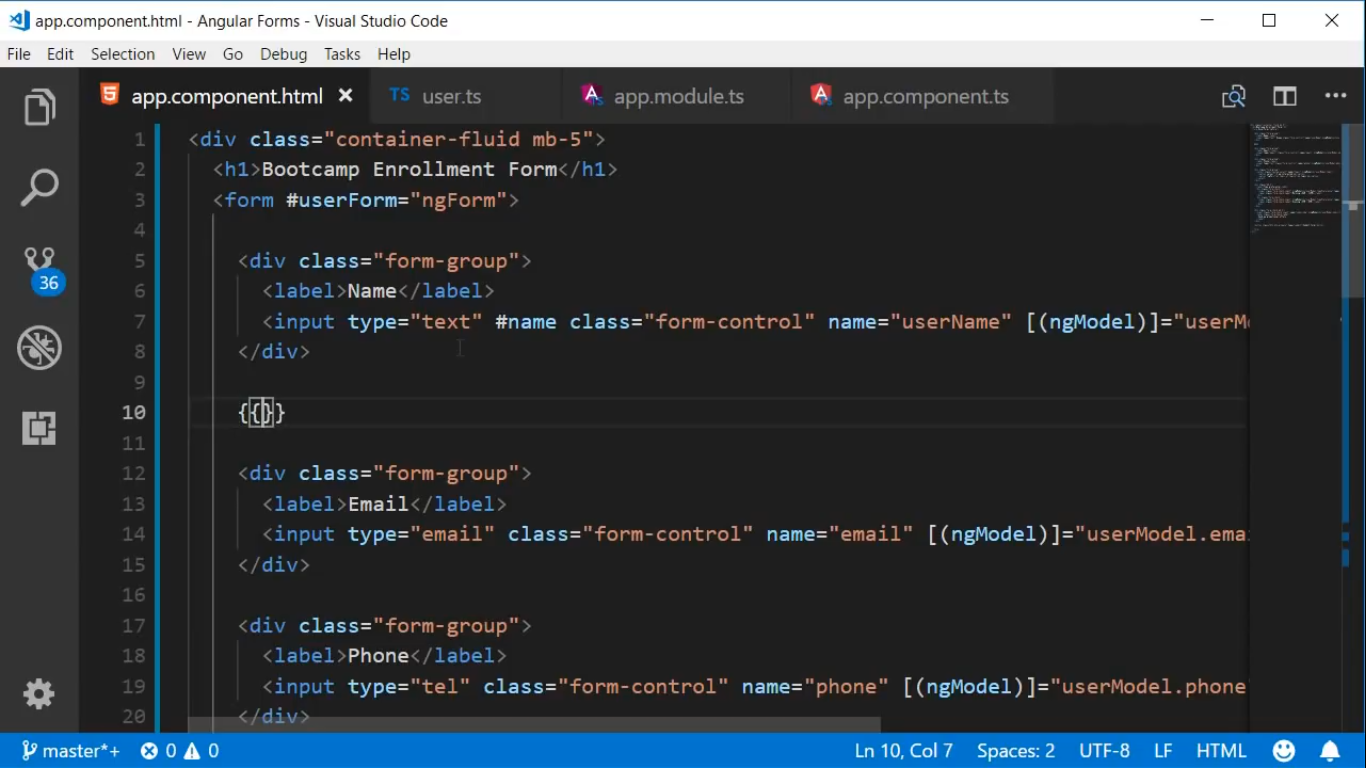 app.component.html - Angular Forms - Visual Studio Code
File Edit Selection View Go Debug Tasks Help
app.component.html TS user.ts app.module.ts app.component.ts
1 <div class="container-fluid mb-5">
2 <h1>Bootcamp Enrollment Form</h1>
3 <form #userForm="ngForm">
4
5 <div class="form-group">
6 <label>Name</label>
7 <input type="text" #name class="form-control" name="userName" [(ngModel)]="userM
8 </div>
9
10 {{}}
11
12 <div class="form-group">
13 <label>Email</label>
14 <input type="email" class="form-control" name="email" [(ngModel)]="userModel.emai
15 </div>
16
17 <div class="form-group">
18 <label>Phone</label>
19 <input type="tel" class="form-control" name="phone" [(ngModel)]="userModel.phone
20 </div>
36
master*+ 0 0 Ln 10, Col 7 Spaces: 2 UTF-8 LF HTML